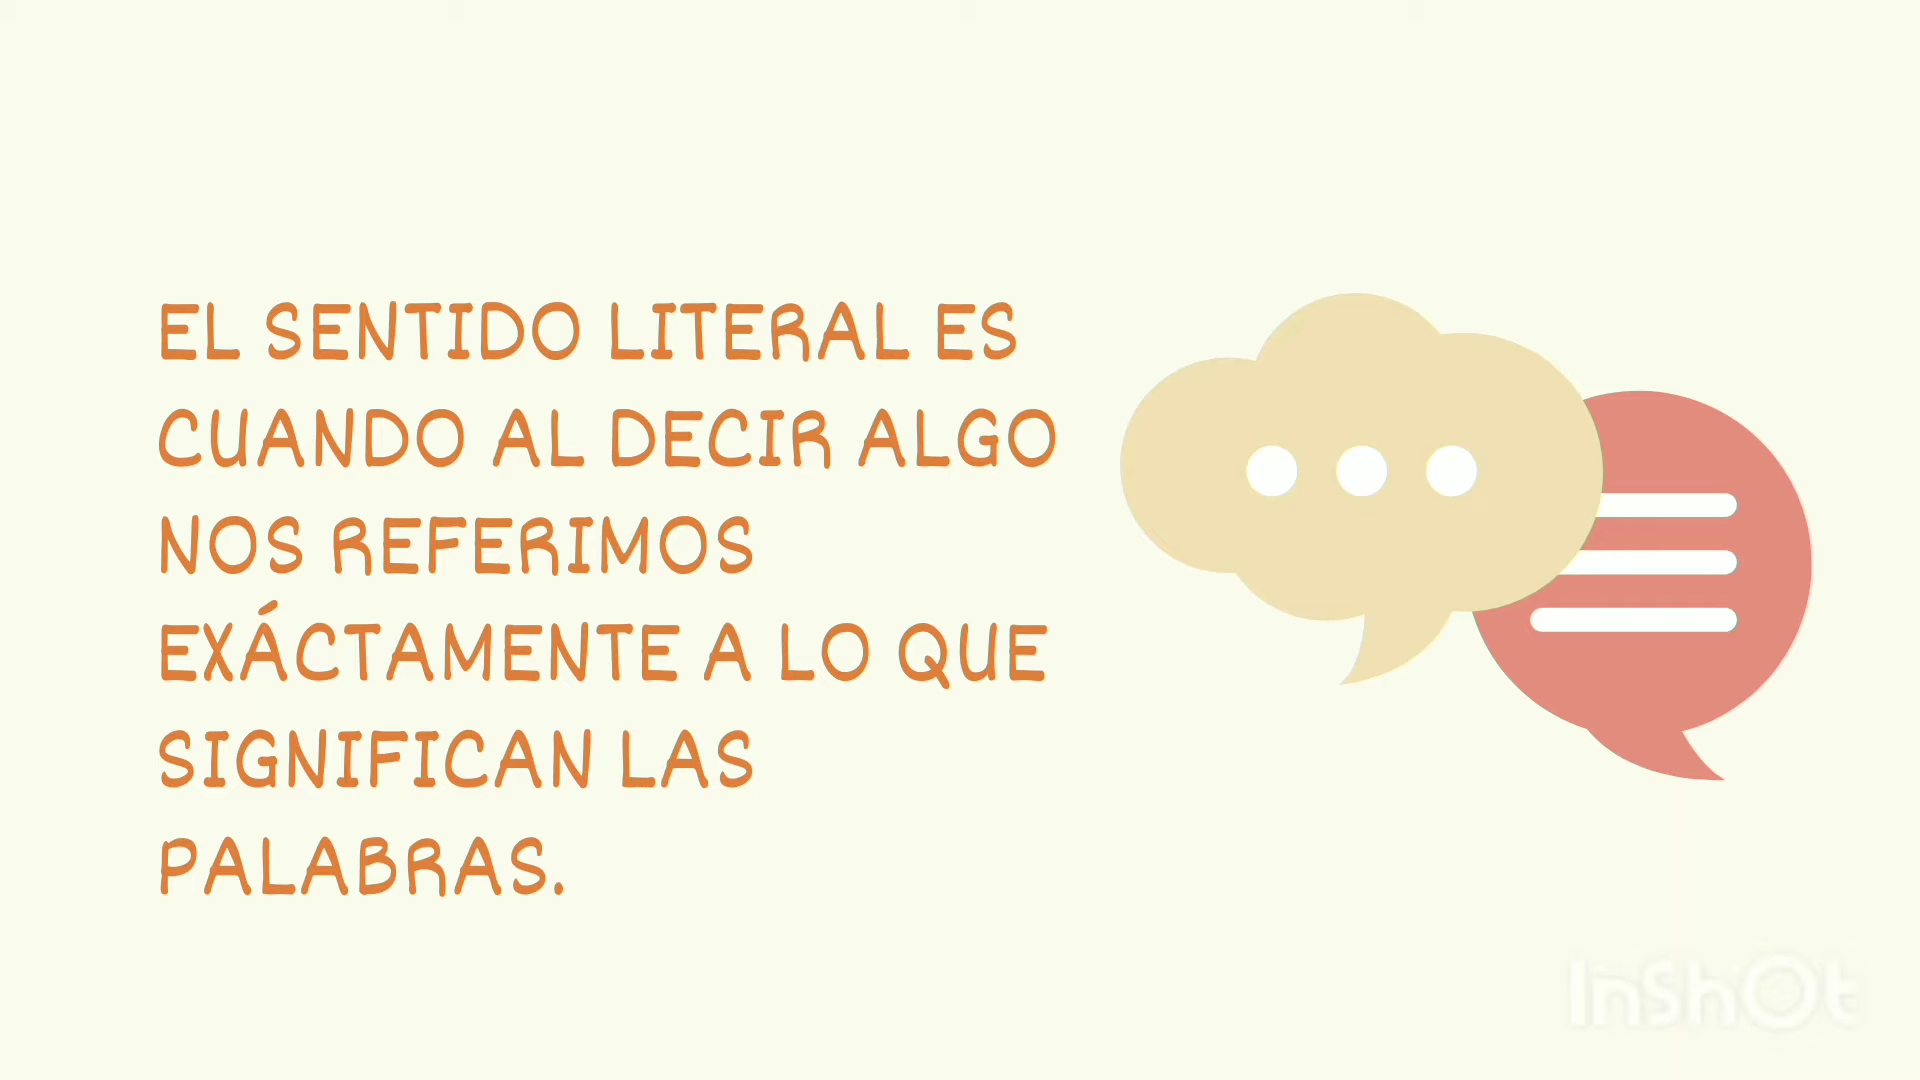 EL SENTIDO LITERAL ES
CUANDO AL DECIR ALGO
NOS REFERIMOS
EXÁCTAMENTE A LO QUE
SIGNIFICAN LAS
PALABRAS.
InShOt